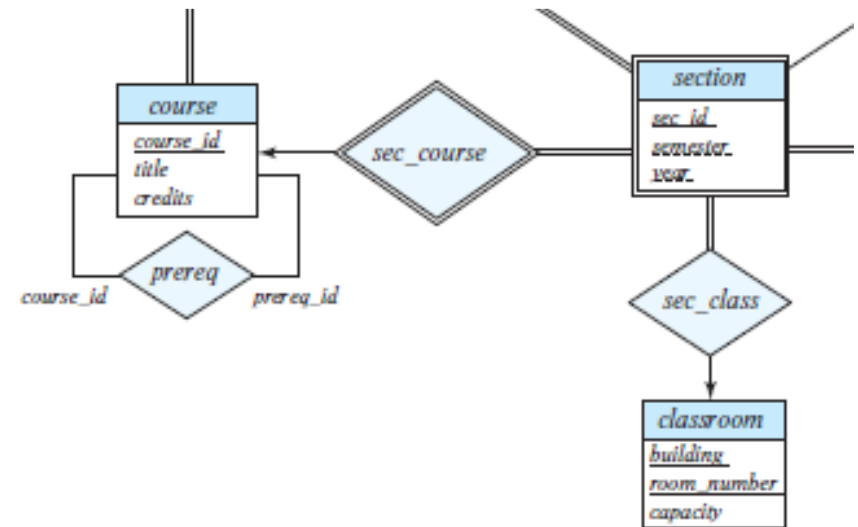 course
course_id
title
credits
prereq
course_id
prereq_id
sec_course
section
sec_id
semester
year
sec_class
classroom
building
room_number
capacity